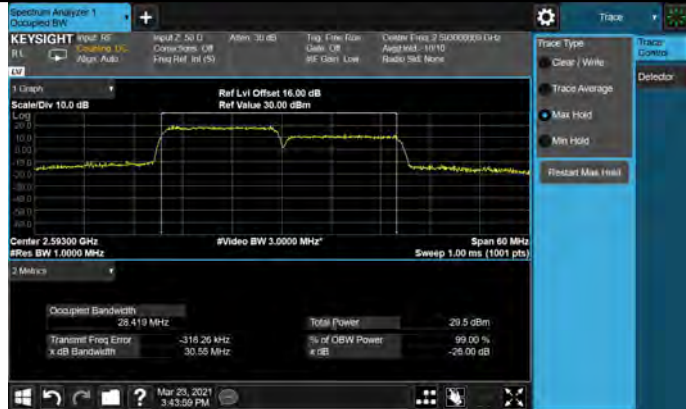 Spectrum Analyzer 1
Occupied BW
+
Trace
KEYSIGHT Input: RF
Coupling: DC
Align: Auto
RL
Input Z: 50 Ω
Corrections: Off
Freq Ref: Int (S)
Atten: 30 dB
Trig: Free Run
Gate: Off
#IF Gain: Low
Center Freq: 2.593000000 GHz
Avg|Hold: 10/10
Radio Std: None
Trace Type
Clear / Write
Trace Average
Max Hold
Min Hold
Restart Max Hold
Trace Control
Detector
1 Graph
Scale/Div 10.0 dB
Ref Lvl Offset 16.00 dB
Ref Value 30.00 dBm
Log
20.0
10.0
0.00
Center 2.59300 GHz
#Res BW 1.0000 MHz
#Video BW 3.0000 MHz*
Span 60 MHz
Sweep 1.00 ms (1001 pts)
2 Metrics
Occupied Bandwidth
28.419 MHz
Total Power 29.5 dBm
Transmit Freq Error -316.26 kHz
% of OBW Power 99.00 %
x dB Bandwidth 30.55 MHz
x dB -26.00 dB
?
Mar 23, 2021
3:43:59 PM